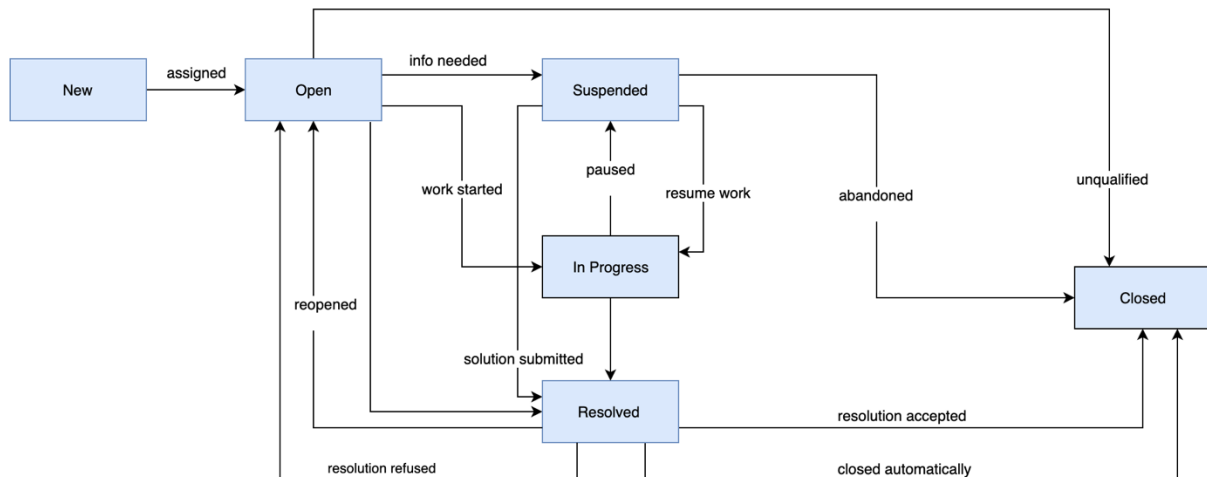 info needed
assigned
New
Open
Suspended
paused
unqualified
work started
resume work
abandoned
In Progress
Closed
reopened
solution submitted
Resolved
resolution accepted
resolution refused
closed automatically